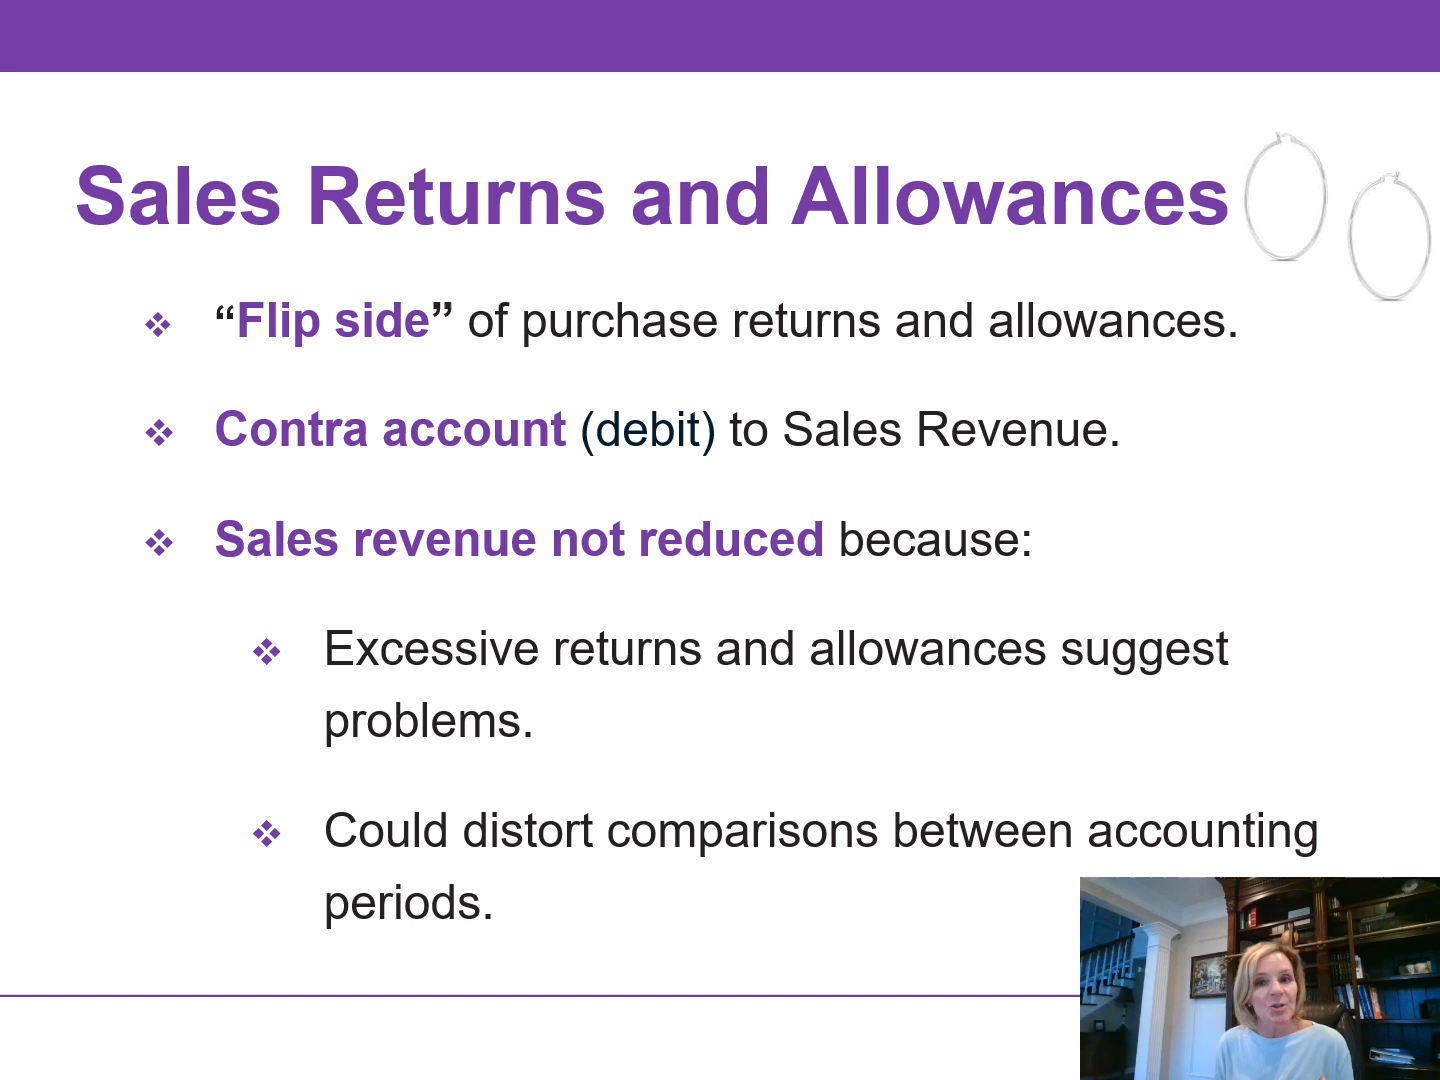 Sales Returns and Allowances
“Flip side” of purchase returns and allowances.
Contra account (debit) to Sales Revenue.
Sales revenue not reduced because:
Excessive returns and allowances suggest
problems.
Could distort comparisons between accounting
periods.